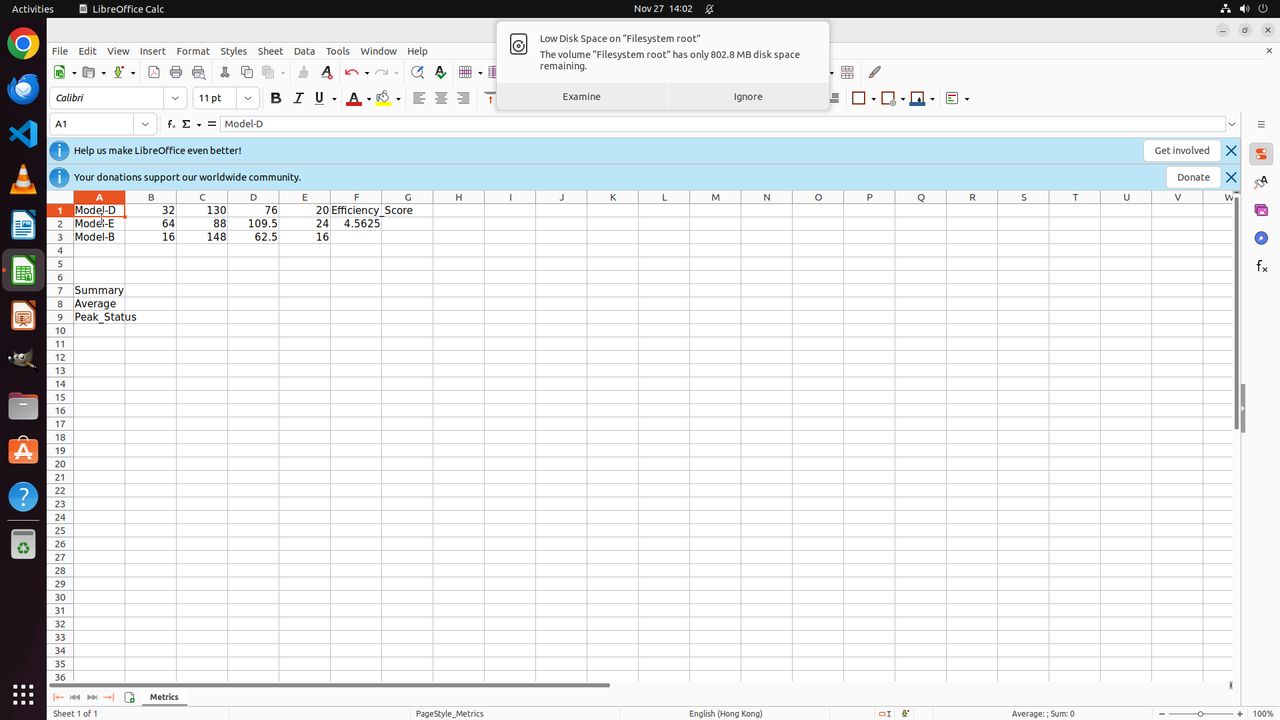 Activities LibreOffice Calc Nov 27 14:02
Low Disk Space on “Filesystem root”
The volume “Filesystem root” has only 802.8 MB disk space
remaining.
Examine Ignore
File Edit View Insert Format Styles Sheet Data Tools Window Help
Calibri 11 pt
A1 Model-D
Help us make LibreOffice even better! Get involved
Your donations support our worldwide community. Donate
A B C D E F G H I J K L M N O P Q R S T U V W
1 Model-D 32 130 76 20 Efficiency_Score
2 Model-E 64 88 109.5 24 4.5625
3 Model-B 16 148 62.5 16
4
5
6
7 Summary
8 Average
9 Peak_Status
10
11
12
13
14
15
16
17
18
19
20
21
22
23
24
25
26
27
28
29
30
31
32
33
34
35
36
Metrics
Sheet 1 of 1 PageStyle_Metrics English (Hong Kong) Average: ; Sum: 0 100%